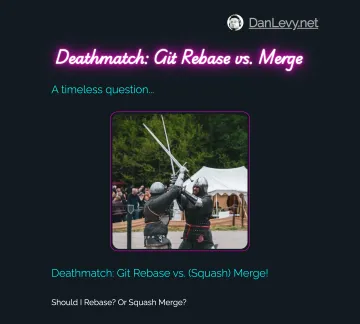 DanLevy.net
Deathmatch: Git Rebase vs. Merge
A timeless question...
Deathmatch: Git Rebase vs. (Squash) Merge!
Should I Rebase? Or Squash Merge?